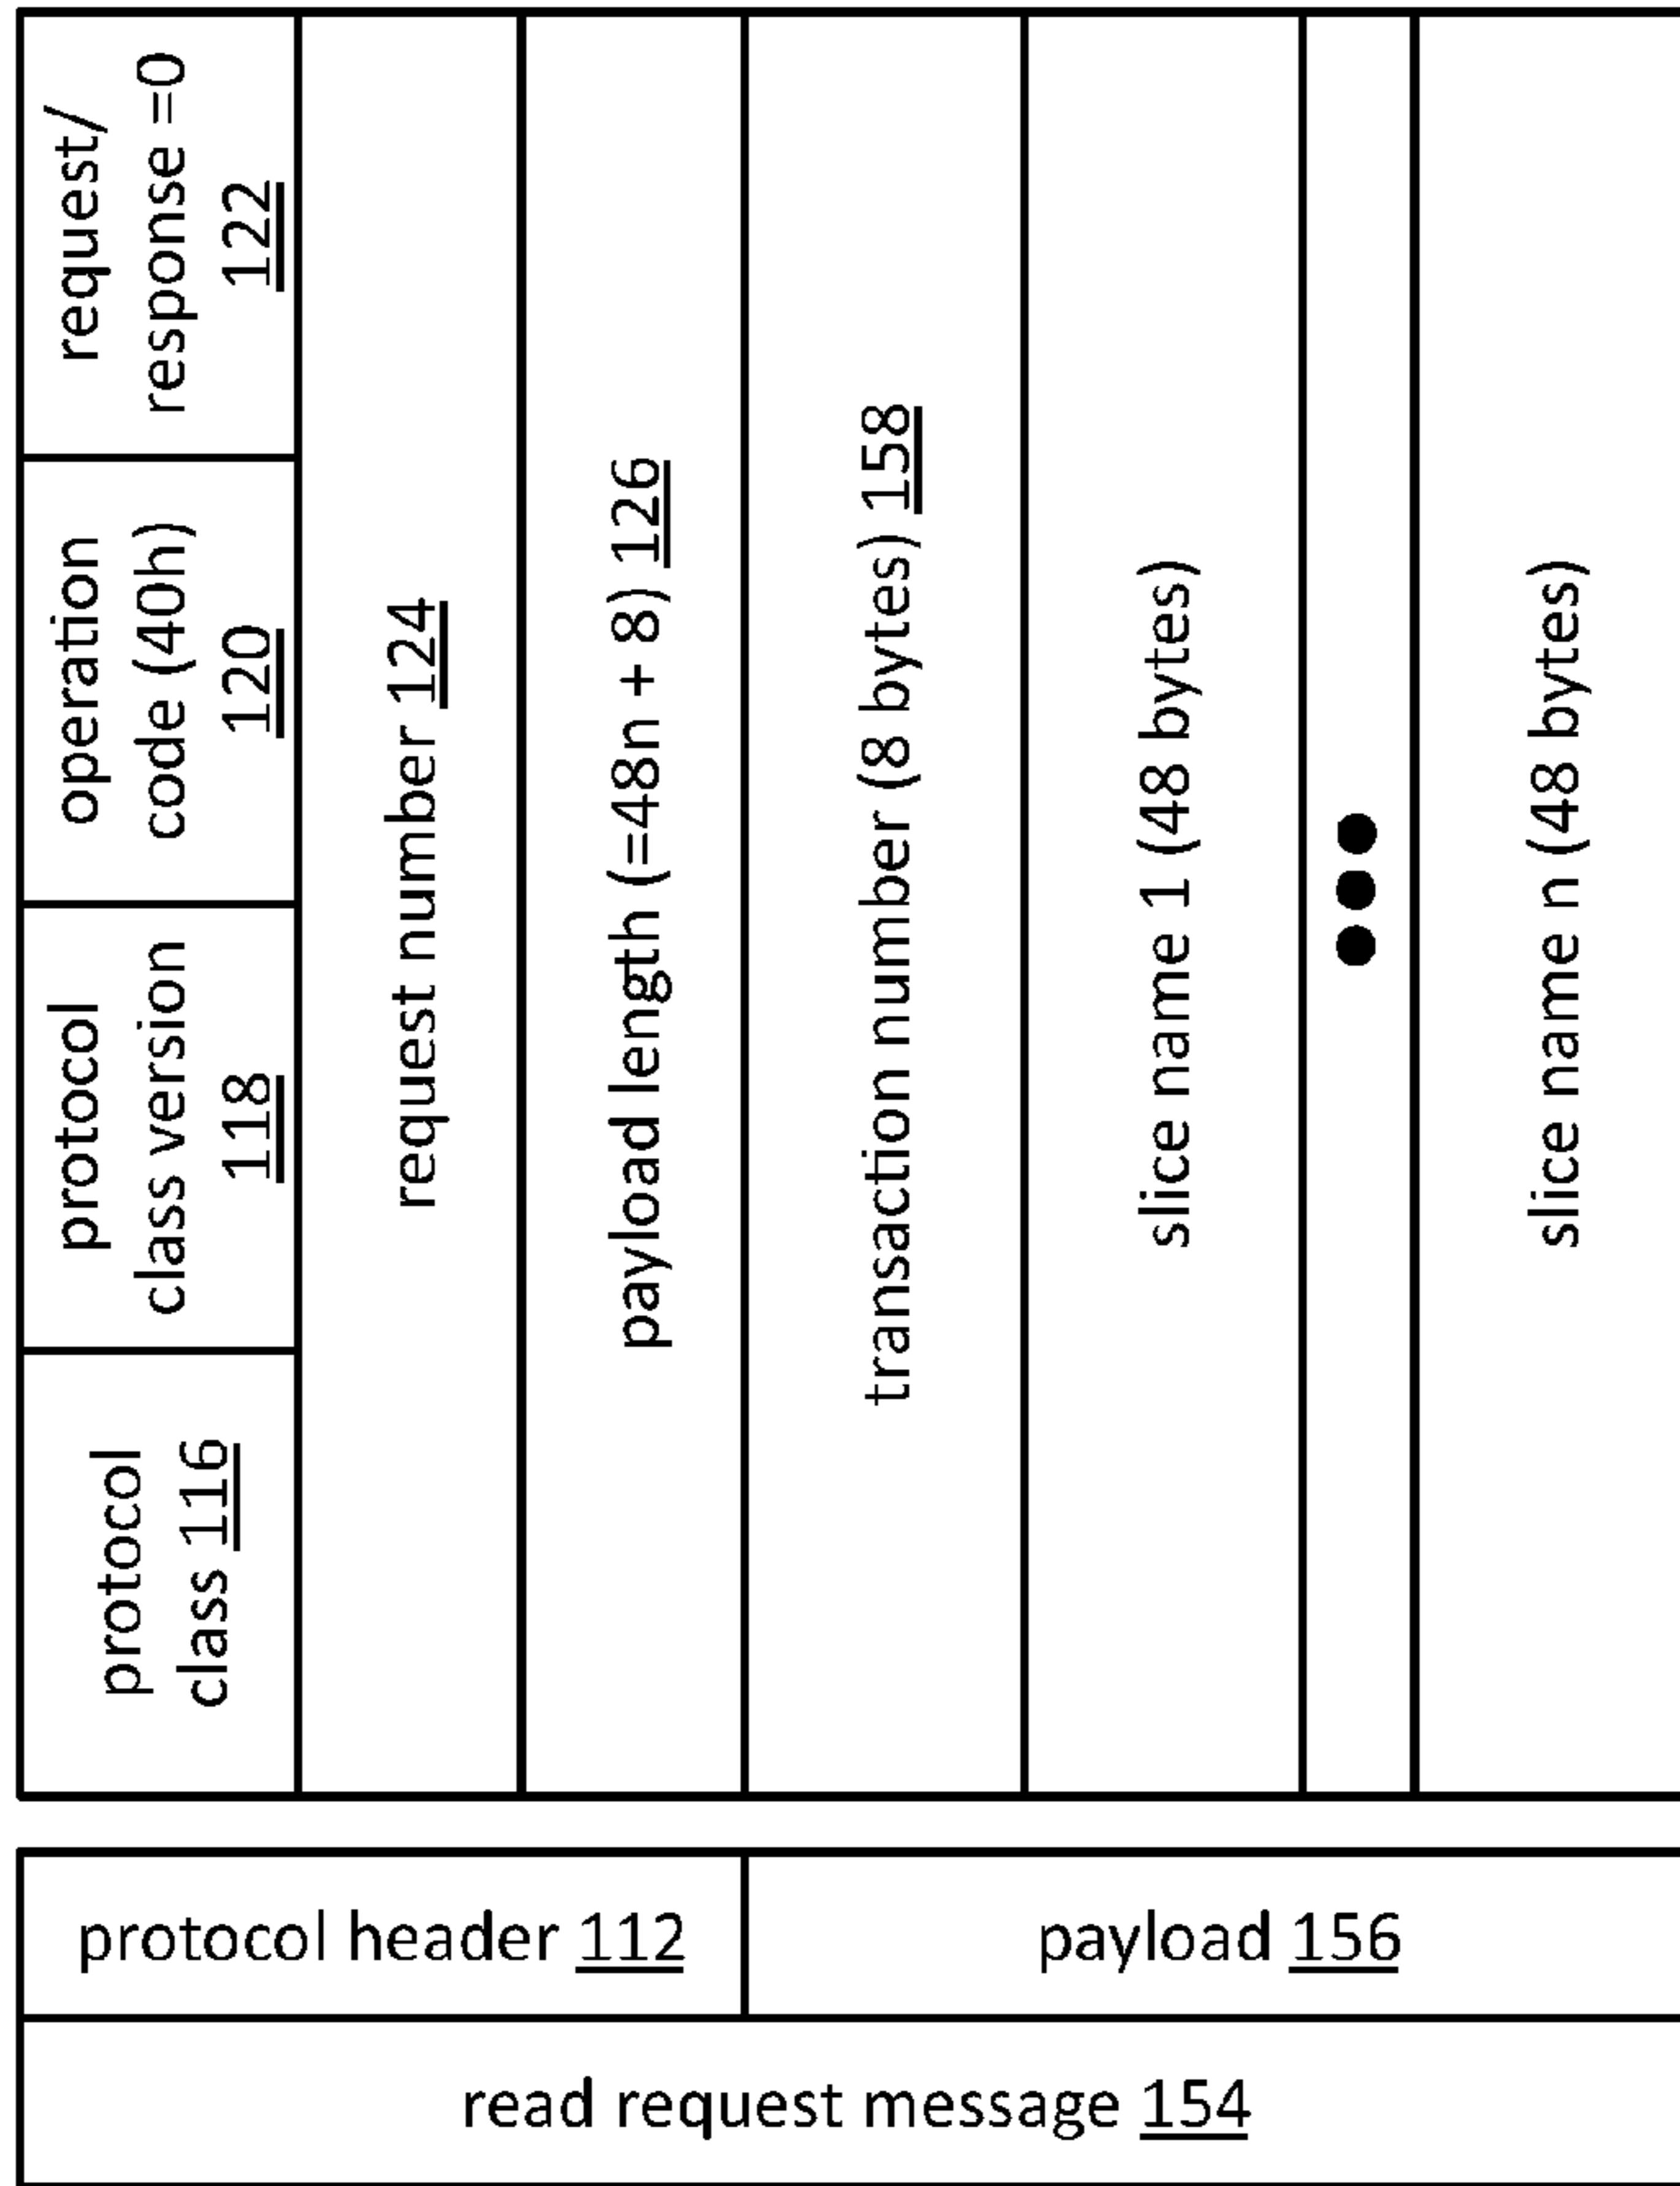 protocol
class 116
protocol
class version
118
operation
code (40h)
120
request/
response =0
122
request number 124
payload length (=48n + 8) 126
transaction number (8 bytes) 158
slice name 1 (48 bytes)
slice name n (48 bytes)
protocol header 112
payload 156
read request message 154